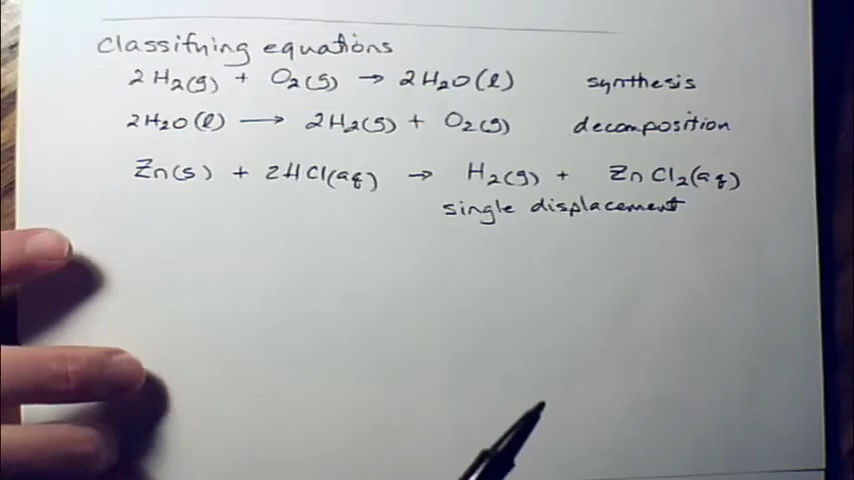 classifying equations
2H₂(g) + O₂(g) → 2H₂O(l) synthesis
2H₂O(l) → 2H₂(g) + O₂(g) decomposition
Zn(s) + 2HCl(aq) → H₂(g) + ZnCl₂(aq)
single displacement